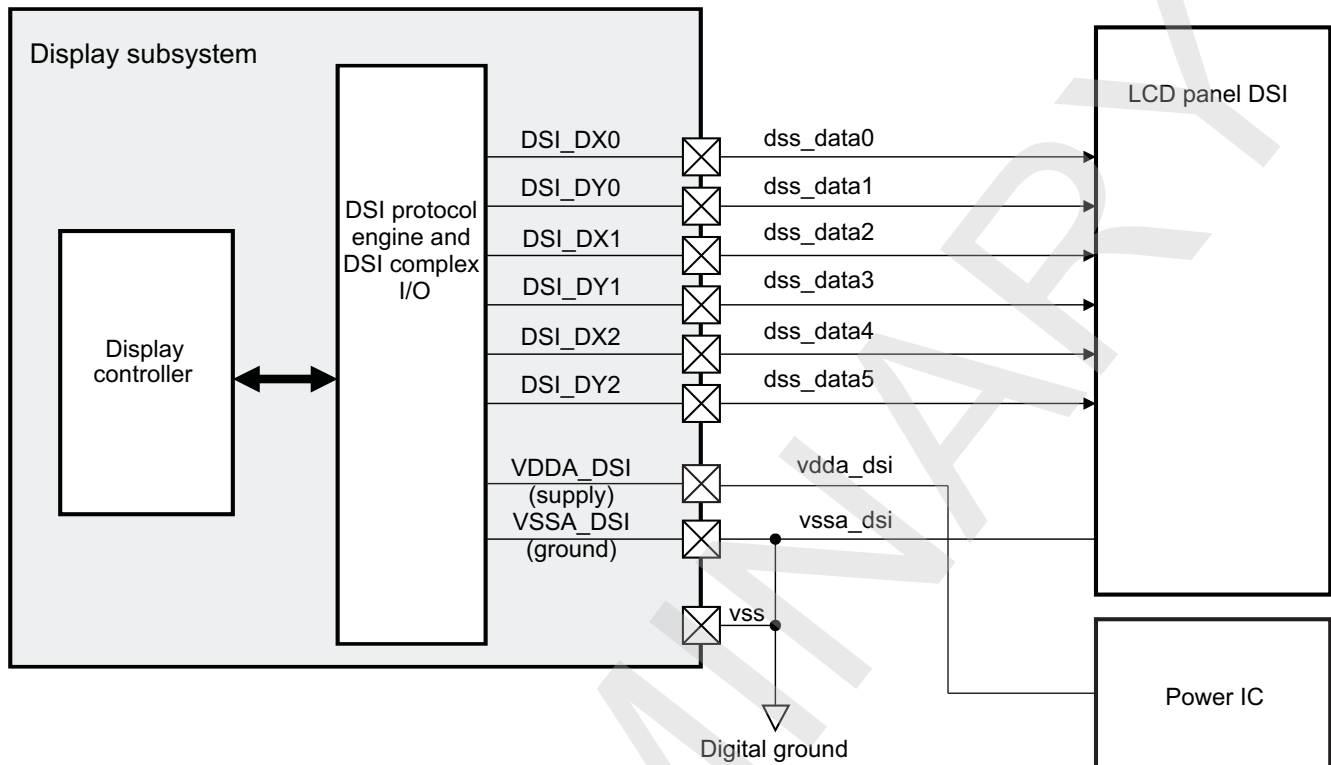 Display subsystem
LCD panel DSI
DSI_DX0
dss_data0
DSI_DY0
dss_data1
DSI protocol
engine and
DSI complex
I/O
DSI_DX1
dss_data2
DSI_DY1
dss_data3
Display
controller
DSI_DX2
dss_data4
DSI_DY2
dss_data5
VDDA_DSI
(supply)
vdda_dsi
VSSA_DSI
(ground)
vssa_dsi
vss
Power IC
Digital ground
MINARY